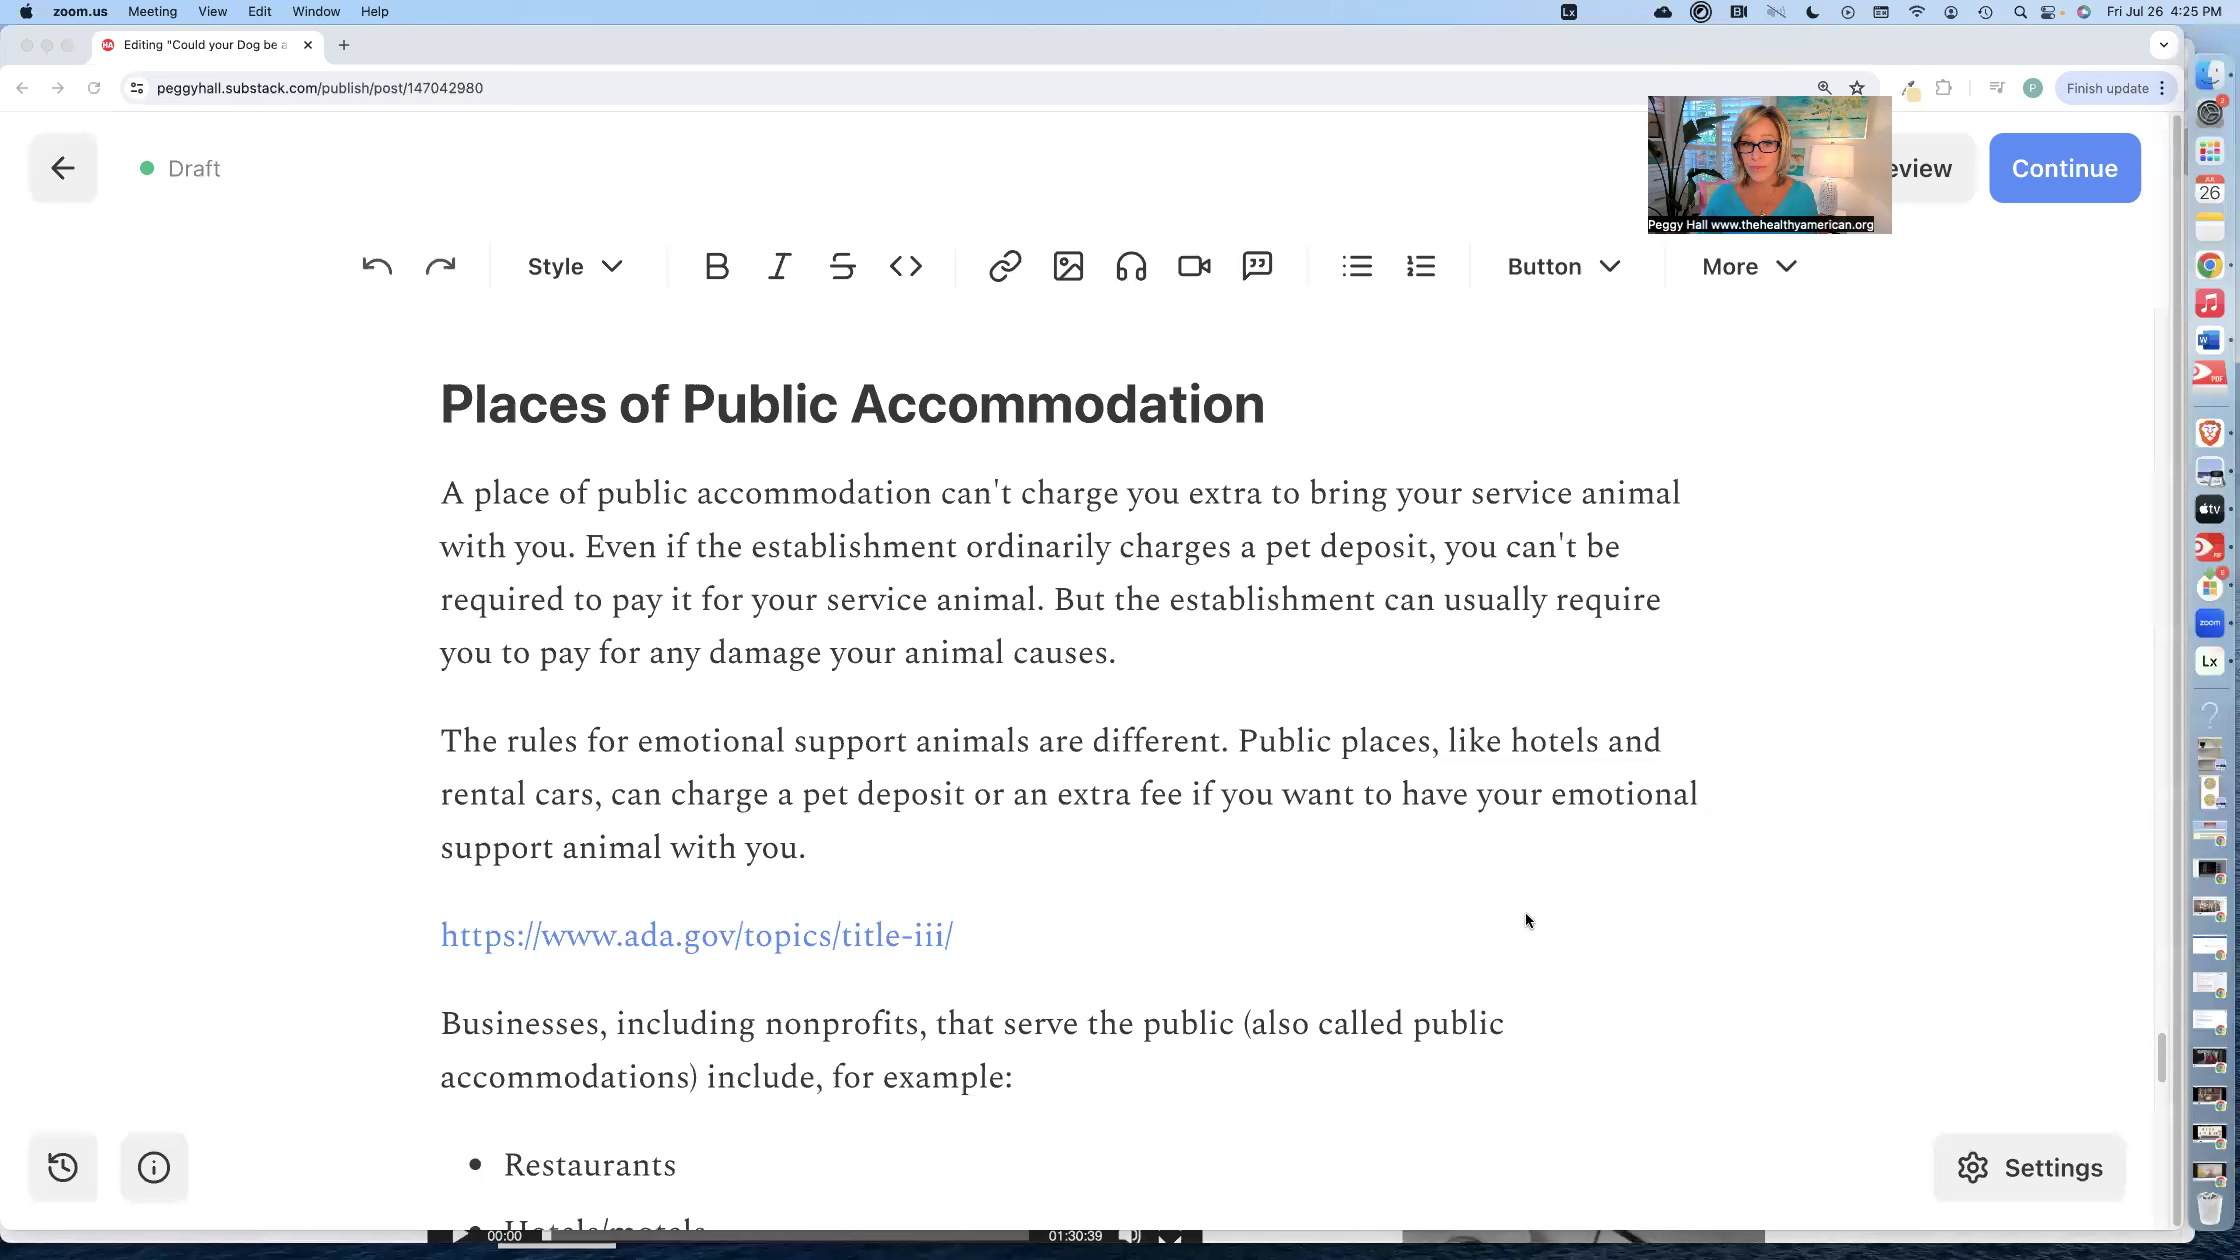 zoom.us Meeting View Edit Window Help
Lx
Fri Jul 26 4:25 PM
Editing "Could your Dog be a
peggyhall.substack.com/publish/post/147042980
P
Finish update
Draft
eview
Continue
Peggy Hall www.thehealthyamerican.org
Style
Button
More
Places of Public Accommodation
A place of public accommodation can't charge you extra to bring your service animal
with you. Even if the establishment ordinarily charges a pet deposit, you can't be
required to pay it for your service animal. But the establishment can usually require
you to pay for any damage your animal causes.
The rules for emotional support animals are different. Public places, like hotels and
rental cars, can charge a pet deposit or an extra fee if you want to have your emotional
support animal with you.
https://www.ada.gov/topics/title-iii/
Businesses, including nonprofits, that serve the public (also called public
accommodations) include, for example:
• Restaurants
• Hotels/motels
Settings
00:00
01:30:39
JUL
26
tv
zoom
Lx